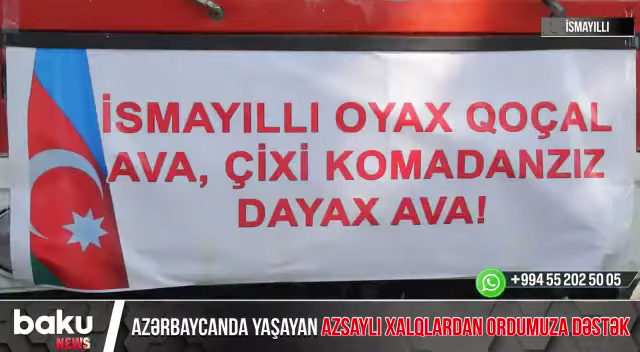 İSMAYILLI
İSMAYILLI OYAX QOÇAL
AVA, ÇİXİ KOMADANZIZ
DAYAX AVA!
+994 55 202 50 05
baku NEWS
AZƏRBAYCANDA YAŞAYAN AZSAYLI XALQLARDAN ORDUMUZA DƏSTƏK